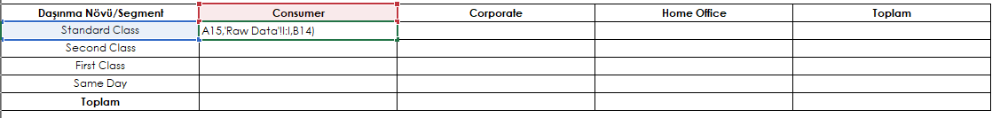 Daşınma Növü/Segment Consumer Corporate Home Office Toplam
Standard Class A15,'Raw Data'!I:I,B14)
Second Class
First Class
Same Day
Toplam